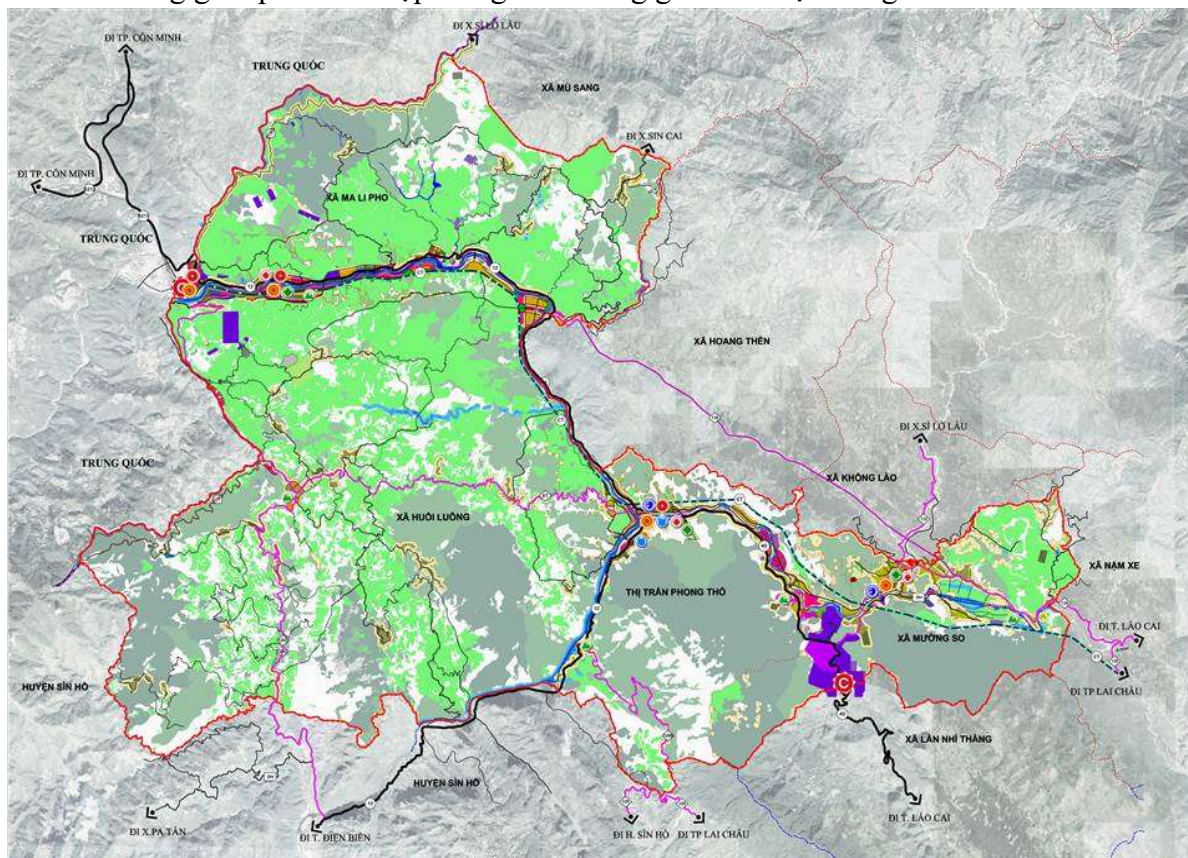 ĐI X.SÌ LỞ LẦU
ĐI TP. CÔN MINH
TRUNG QUỐC
XÃ MÙ SANG
ĐI X.SIN CAI
ĐI TP. CÔN MINH
XÃ MA LI PHO
TRUNG QUỐC
XÃ HOANG THÈN
ĐI X.SÌ LỞ LẦU
TRUNG QUỐC
XÃ KHÔNG LÀO
XÃ HUỔI LUÔNG
XÃ NẬM XE
THỊ TRẤN PHONG THỔ
XÃ MƯỜNG SO
ĐI T. LÀO CAI
HUYỆN SÌN HỒ
ĐI TP LAI CHÂU
C
XÃ LẢN NHÌ THÀNG
HUYỆN SÌN HỒ
ĐI X.PA TẦN
ĐI T. ĐIỆN BIÊN
ĐI H. SÌN HỒ
ĐI TP LAI CHÂU
ĐI T. LÀO CAI